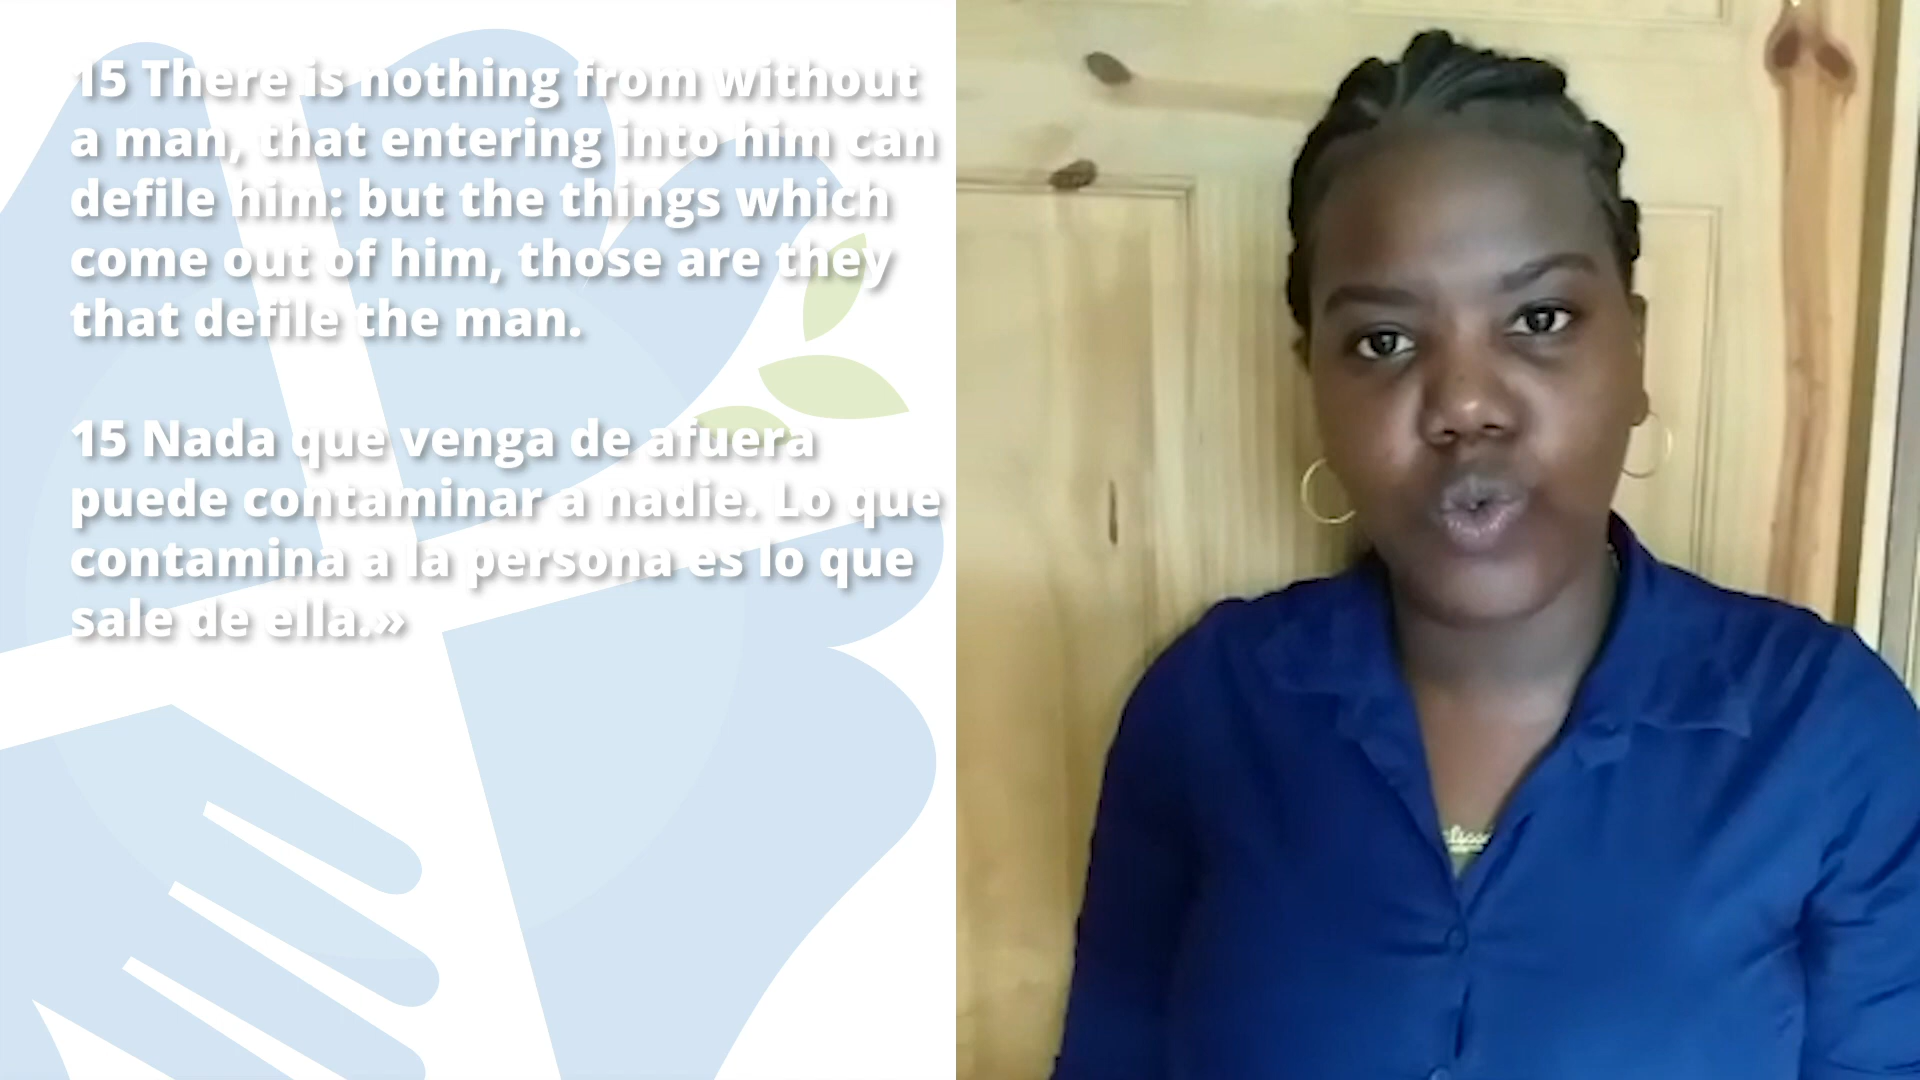 15 There is nothing from without
a man, that entering into him can
defile him: but the things which
come out of him, those are they
that defile the man.
15 Nada que venga de afuera
puede contaminar a nadie. Lo que
contamina a la persona es lo que
sale de ella.»